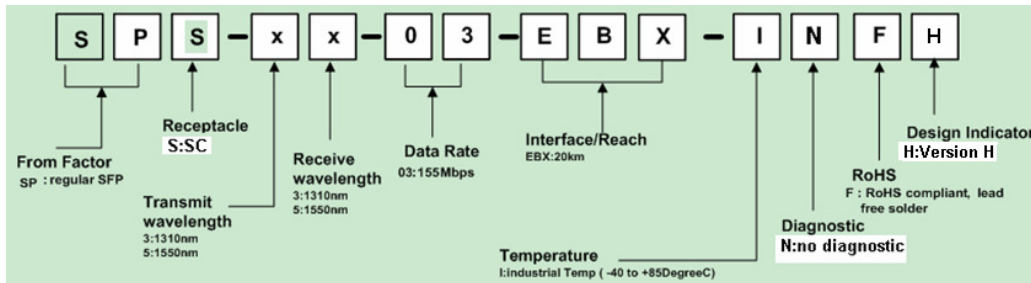 S P S - x x - 0 3 - E B X - I N F H
Receptacle
S:SC
From Factor
SP : regular SFP
Transmit
wavelength
3:1310nm
5:1550nm
Receive
wavelength
3:1310nm
5:1550nm
Data Rate
03:155Mbps
Interface/Reach
EBX:20km
Temperature
I:industrial Temp ( -40 to +85DegreeC)
Diagnostic
N:no diagnostic
RoHS
F : RoHS compliant, lead
free solder
Design Indicator
H:Version H